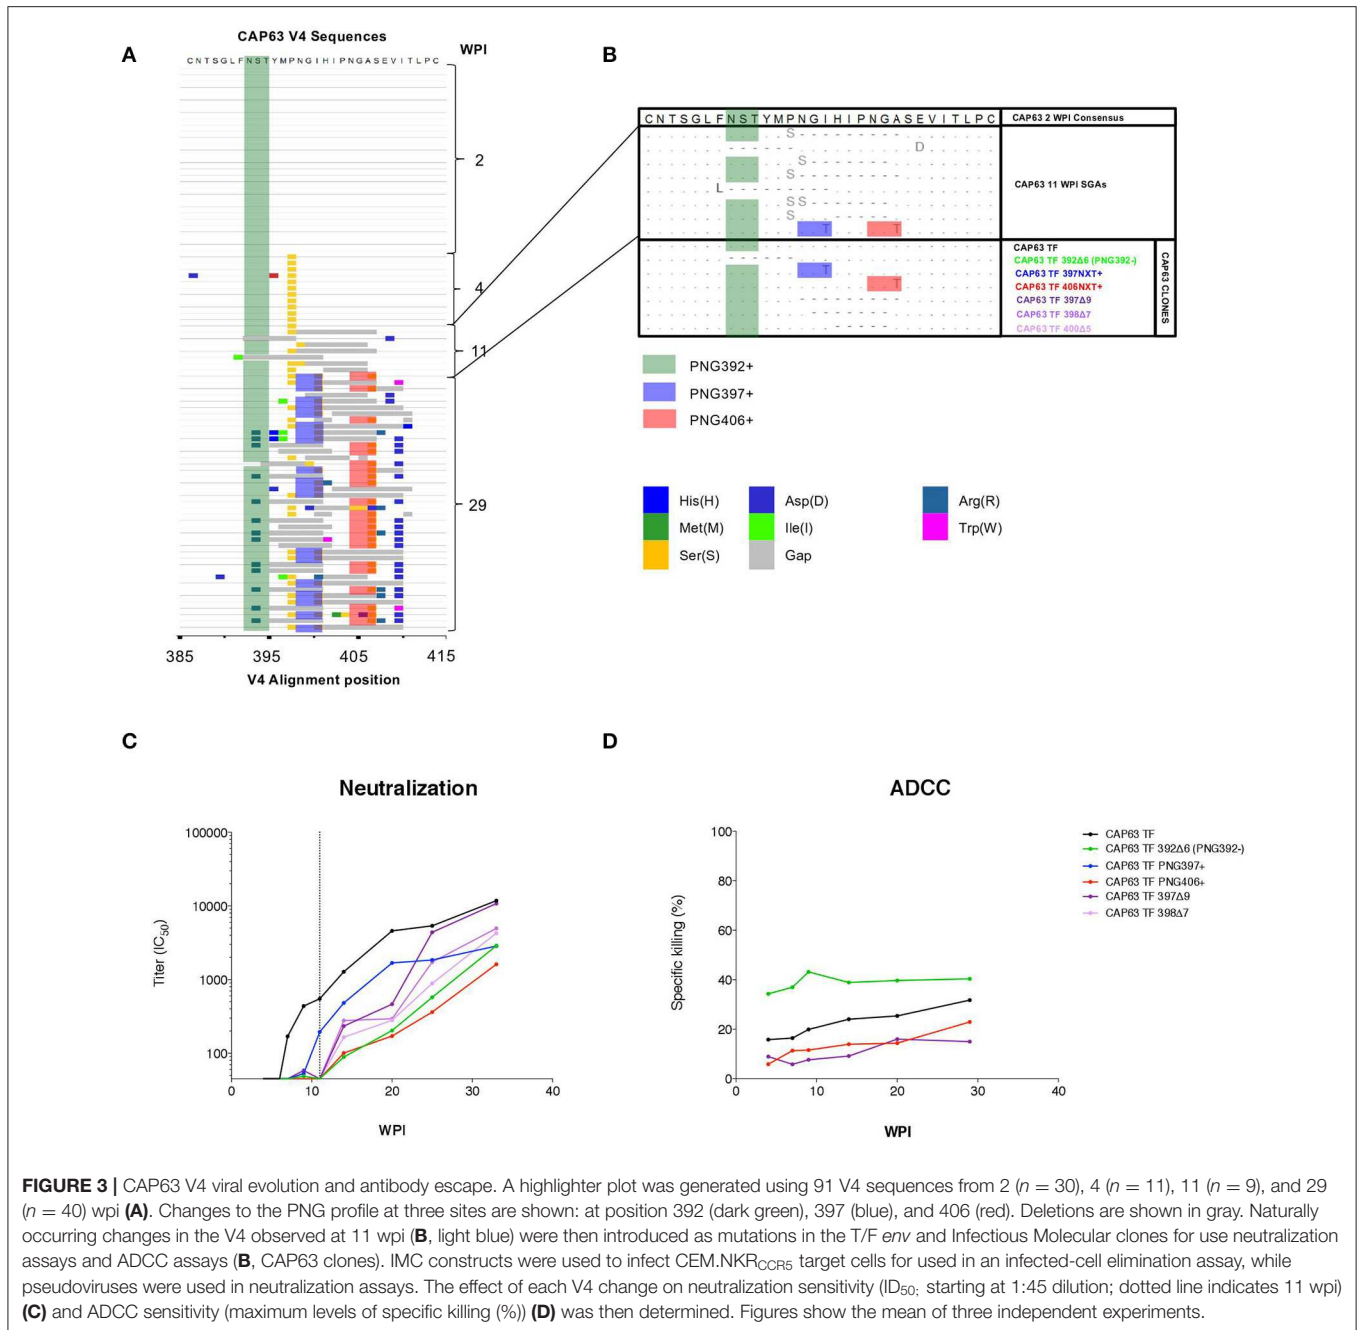 A
CAP63 V4 Sequences
WPI
CNTSGLFNSTYMPNGIHIPNGASEVITLPC
2
4
11
29
385 395 405 415
V4 Alignment position
B
CNTSGLFNSTYMPNGIHIPNGASEVITLPC
CAP63 2 WPI Consensus
S
D
S
S
L
SS
S
T T
CAP63 11 WPI SGAs
CAP63 TF
CAP63 TF 392Δ6 (PNG392-)
T CAP63 TF 397NXT+
T CAP63 TF 406NXT+
CAP63 TF 397Δ9
CAP63 TF 398Δ7
CAP63 TF 400Δ5
CAP63 CLONES
PNG392+
PNG397+
PNG406+
His(H) Asp(D) Arg(R)
Met(M) Ile(I) Trp(W)
Ser(S) Gap
C
Neutralization
Titer (IC50)
100000
10000
1000
100
0 10 20 30 40
WPI
D
ADCC
Specific killing (%)
100
80
60
40
20
0
0 10 20 30 40
WPI
CAP63 TF
CAP63 TF 392Δ6 (PNG392-)
CAP63 TF PNG397+
CAP63 TF PNG406+
CAP63 TF 397Δ9
CAP63 TF 398Δ7
FIGURE 3 | CAP63 V4 viral evolution and antibody escape. A highlighter plot was generated using 91 V4 sequences from 2 (n = 30), 4 (n = 11), 11 (n = 9), and 29
(n = 40) wpi (A). Changes to the PNG profile at three sites are shown: at position 392 (dark green), 397 (blue), and 406 (red). Deletions are shown in gray. Naturally
occurring changes in the V4 observed at 11 wpi (B, light blue) were then introduced as mutations in the T/F env and Infectious Molecular clones for use neutralization
assays and ADCC assays (B, CAP63 clones). IMC constructs were used to infect CEM.NKRCCR5 target cells for used in an infected-cell elimination assay, while
pseudoviruses were used in neutralization assays. The effect of each V4 change on neutralization sensitivity (ID50; starting at 1:45 dilution; dotted line indicates 11 wpi)
(C) and ADCC sensitivity (maximum levels of specific killing (%)) (D) was then determined. Figures show the mean of three independent experiments.